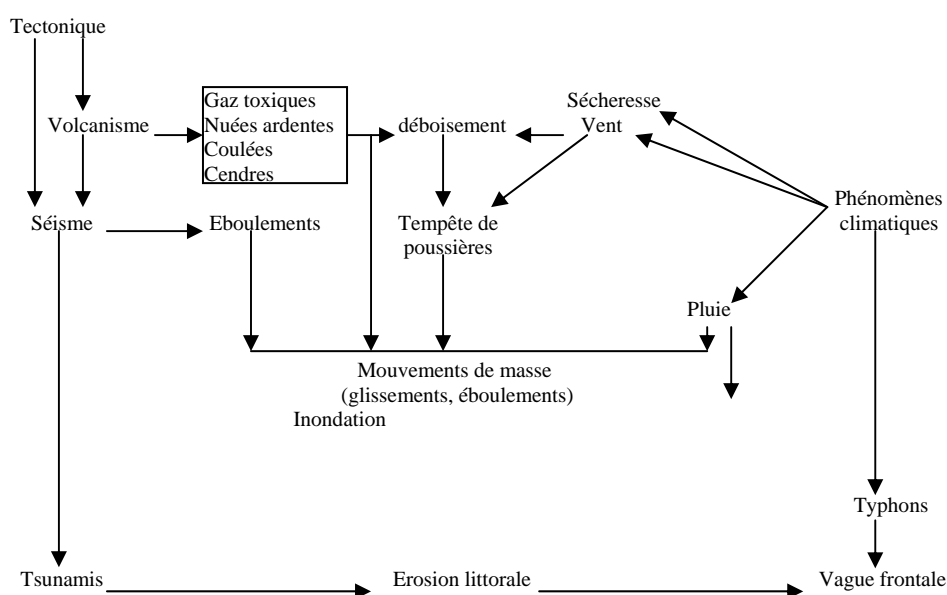 Tectonique
Gaz toxiques
Nuées ardentes
Coulées
Cendres
Volcanisme
déboisement
Sécheresse
Vent
Séisme
Eboulements
Tempête de
poussières
Phénomènes
climatiques
Pluie
Mouvements de masse
(glissements, éboulements)
Inondation
Typhons
Tsunamis
Erosion littorale
Vague frontale